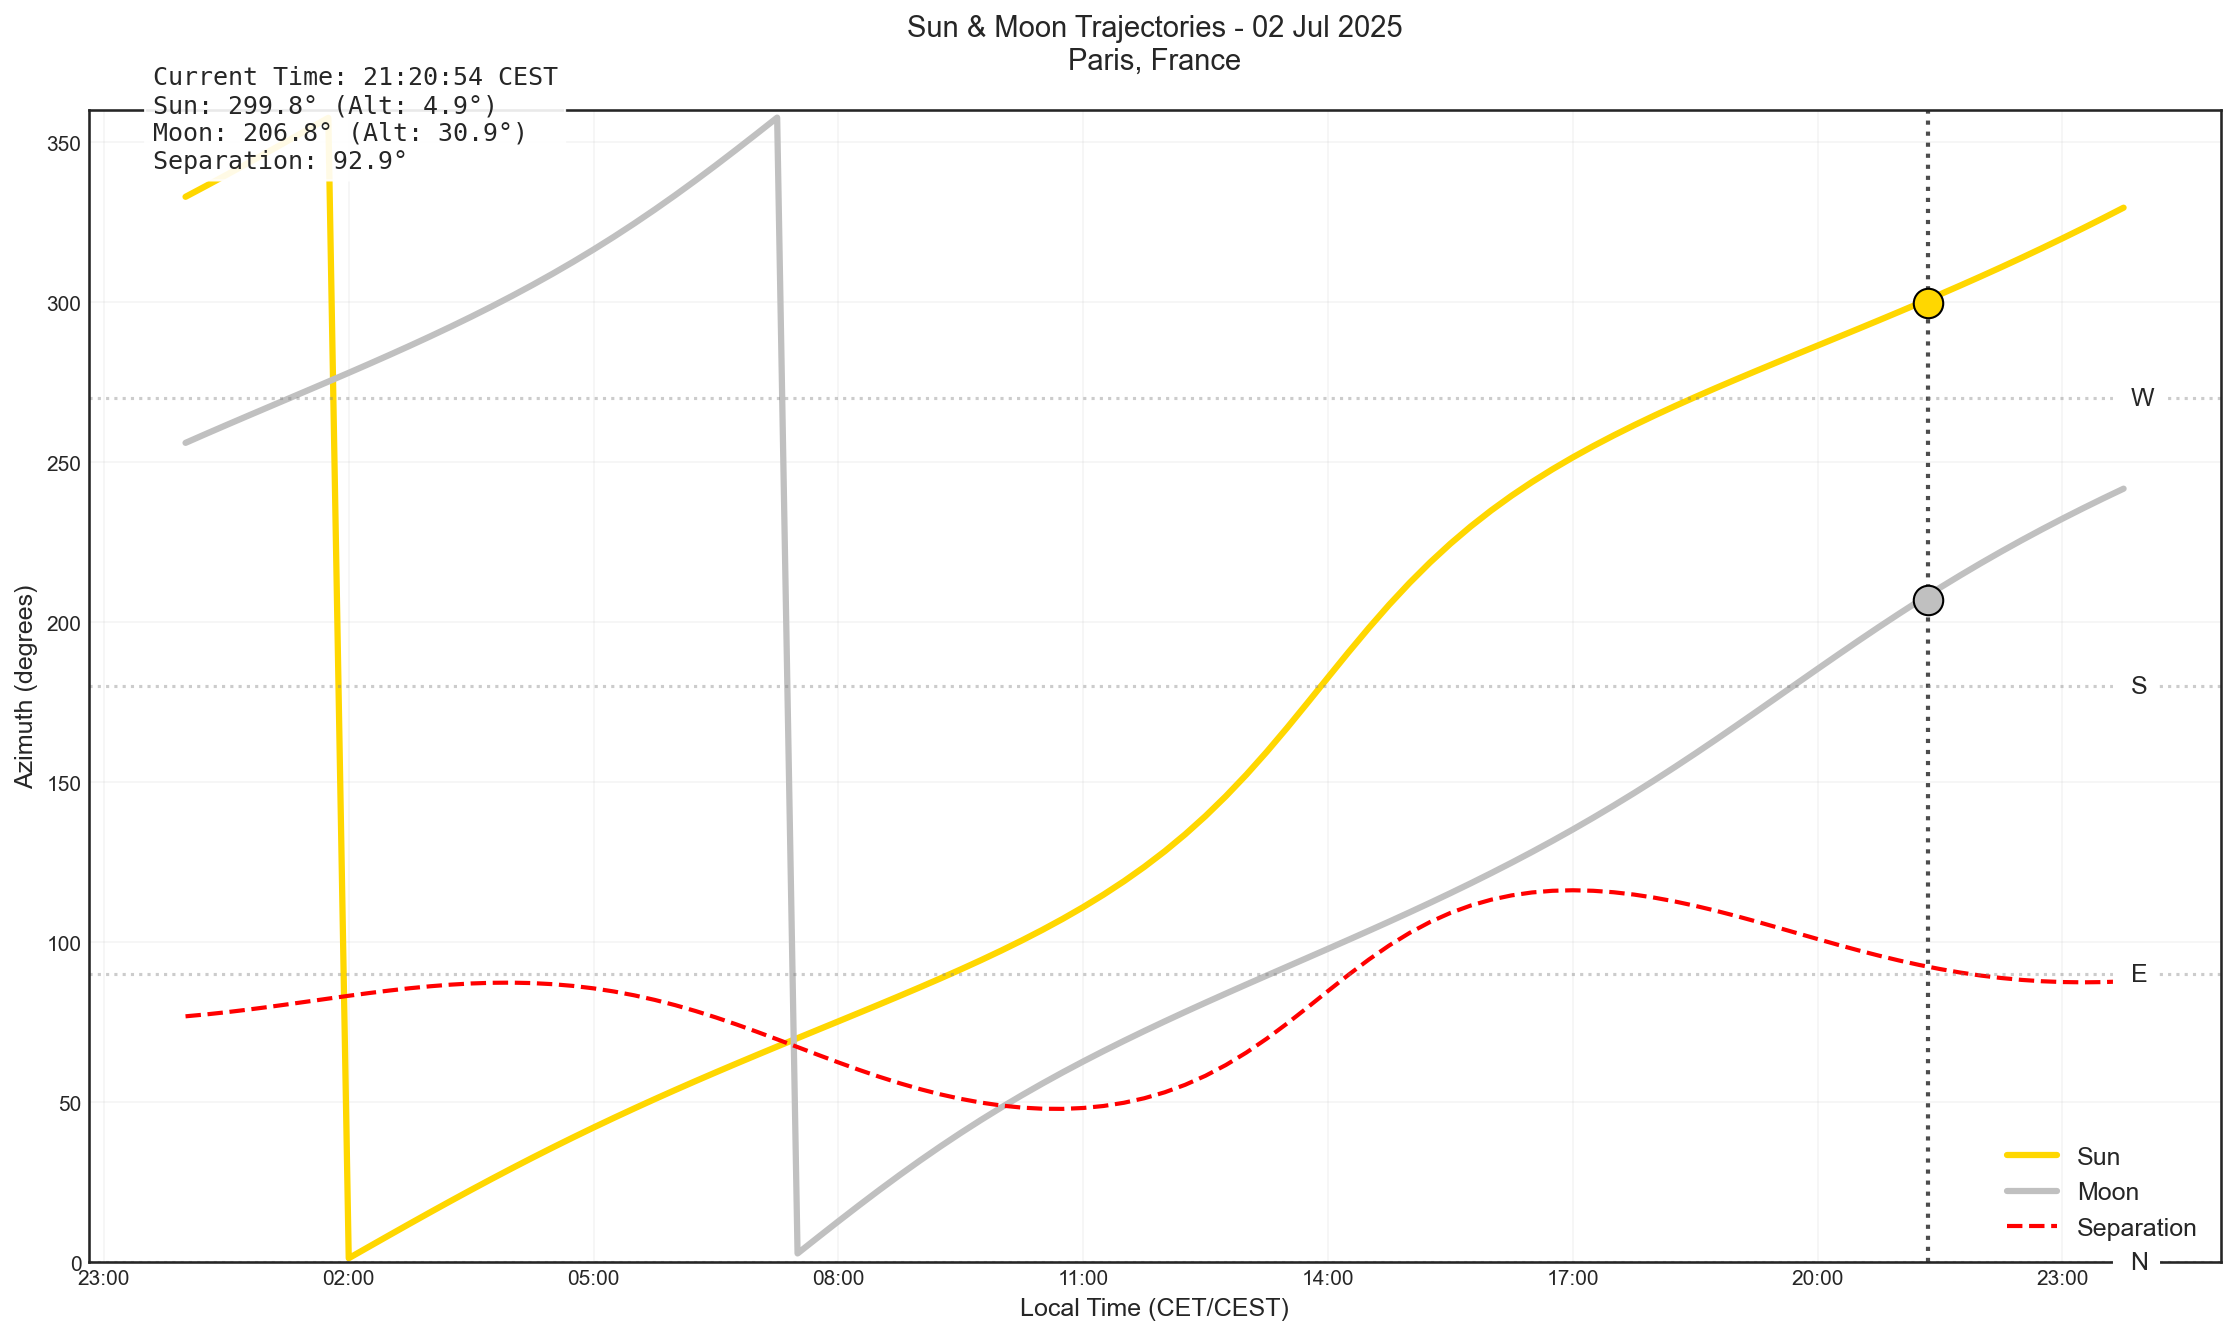 Sun & Moon Trajectories - 02 Jul 2025
Paris, France
Current Time: 21:20:54 CEST
Sun: 299.8° (Alt: 4.9°)
Moon: 206.8° (Alt: 30.9°)
Separation: 92.9°
350
300
250
200
150
100
50
0
Azimuth (degrees)
W
S
E
N
Sun
Moon
Separation
23:00 02:00 05:00 08:00 11:00 14:00 17:00 20:00 23:00
Local Time (CET/CEST)